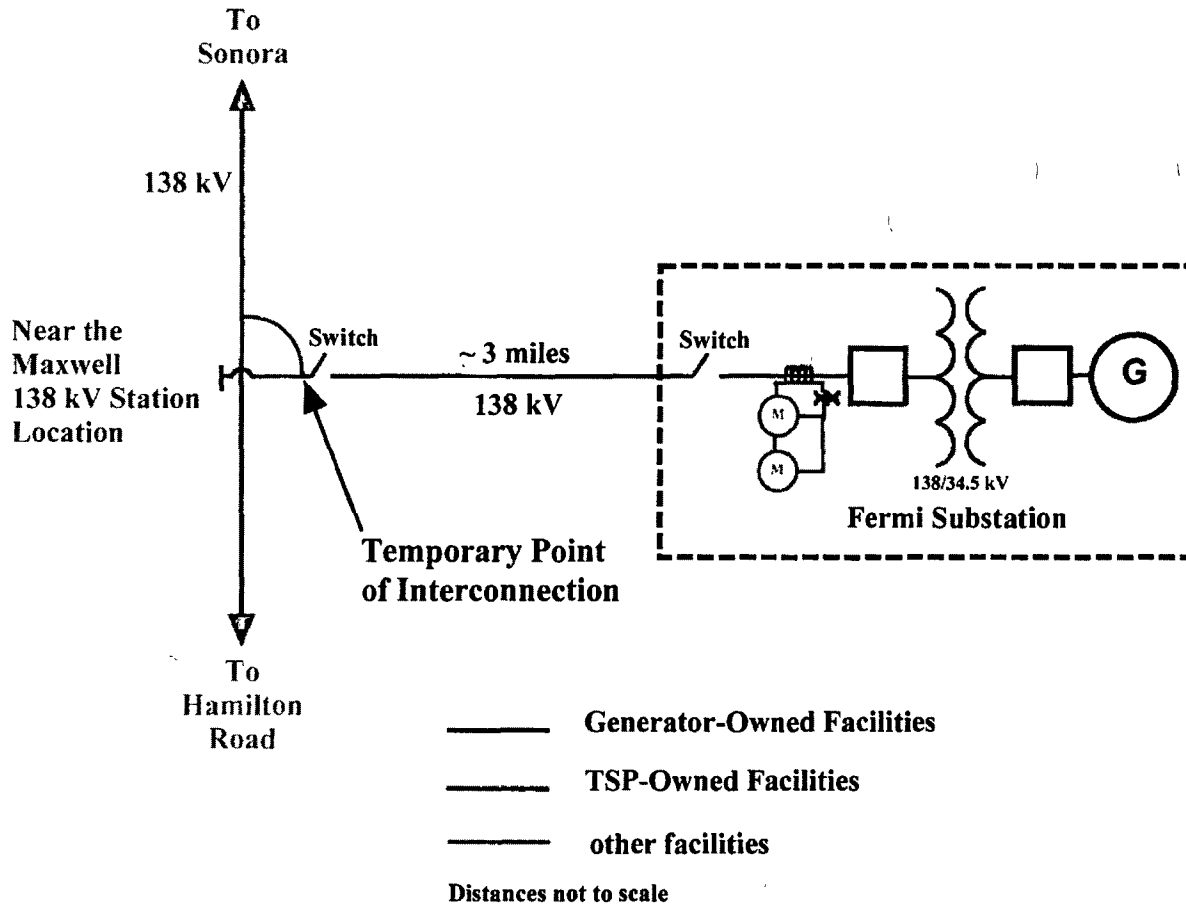 To
Sonora
138 kV
Near the
Maxwell
138 kV Station
Location
Switch
~ 3 miles
138 kV
Switch
M
M
G
138/34.5 kV
Fermi Substation
Temporary Point
of Interconnection
To
Hamilton
Road
Generator-Owned Facilities
TSP-Owned Facilities
other facilities
Distances not to scale